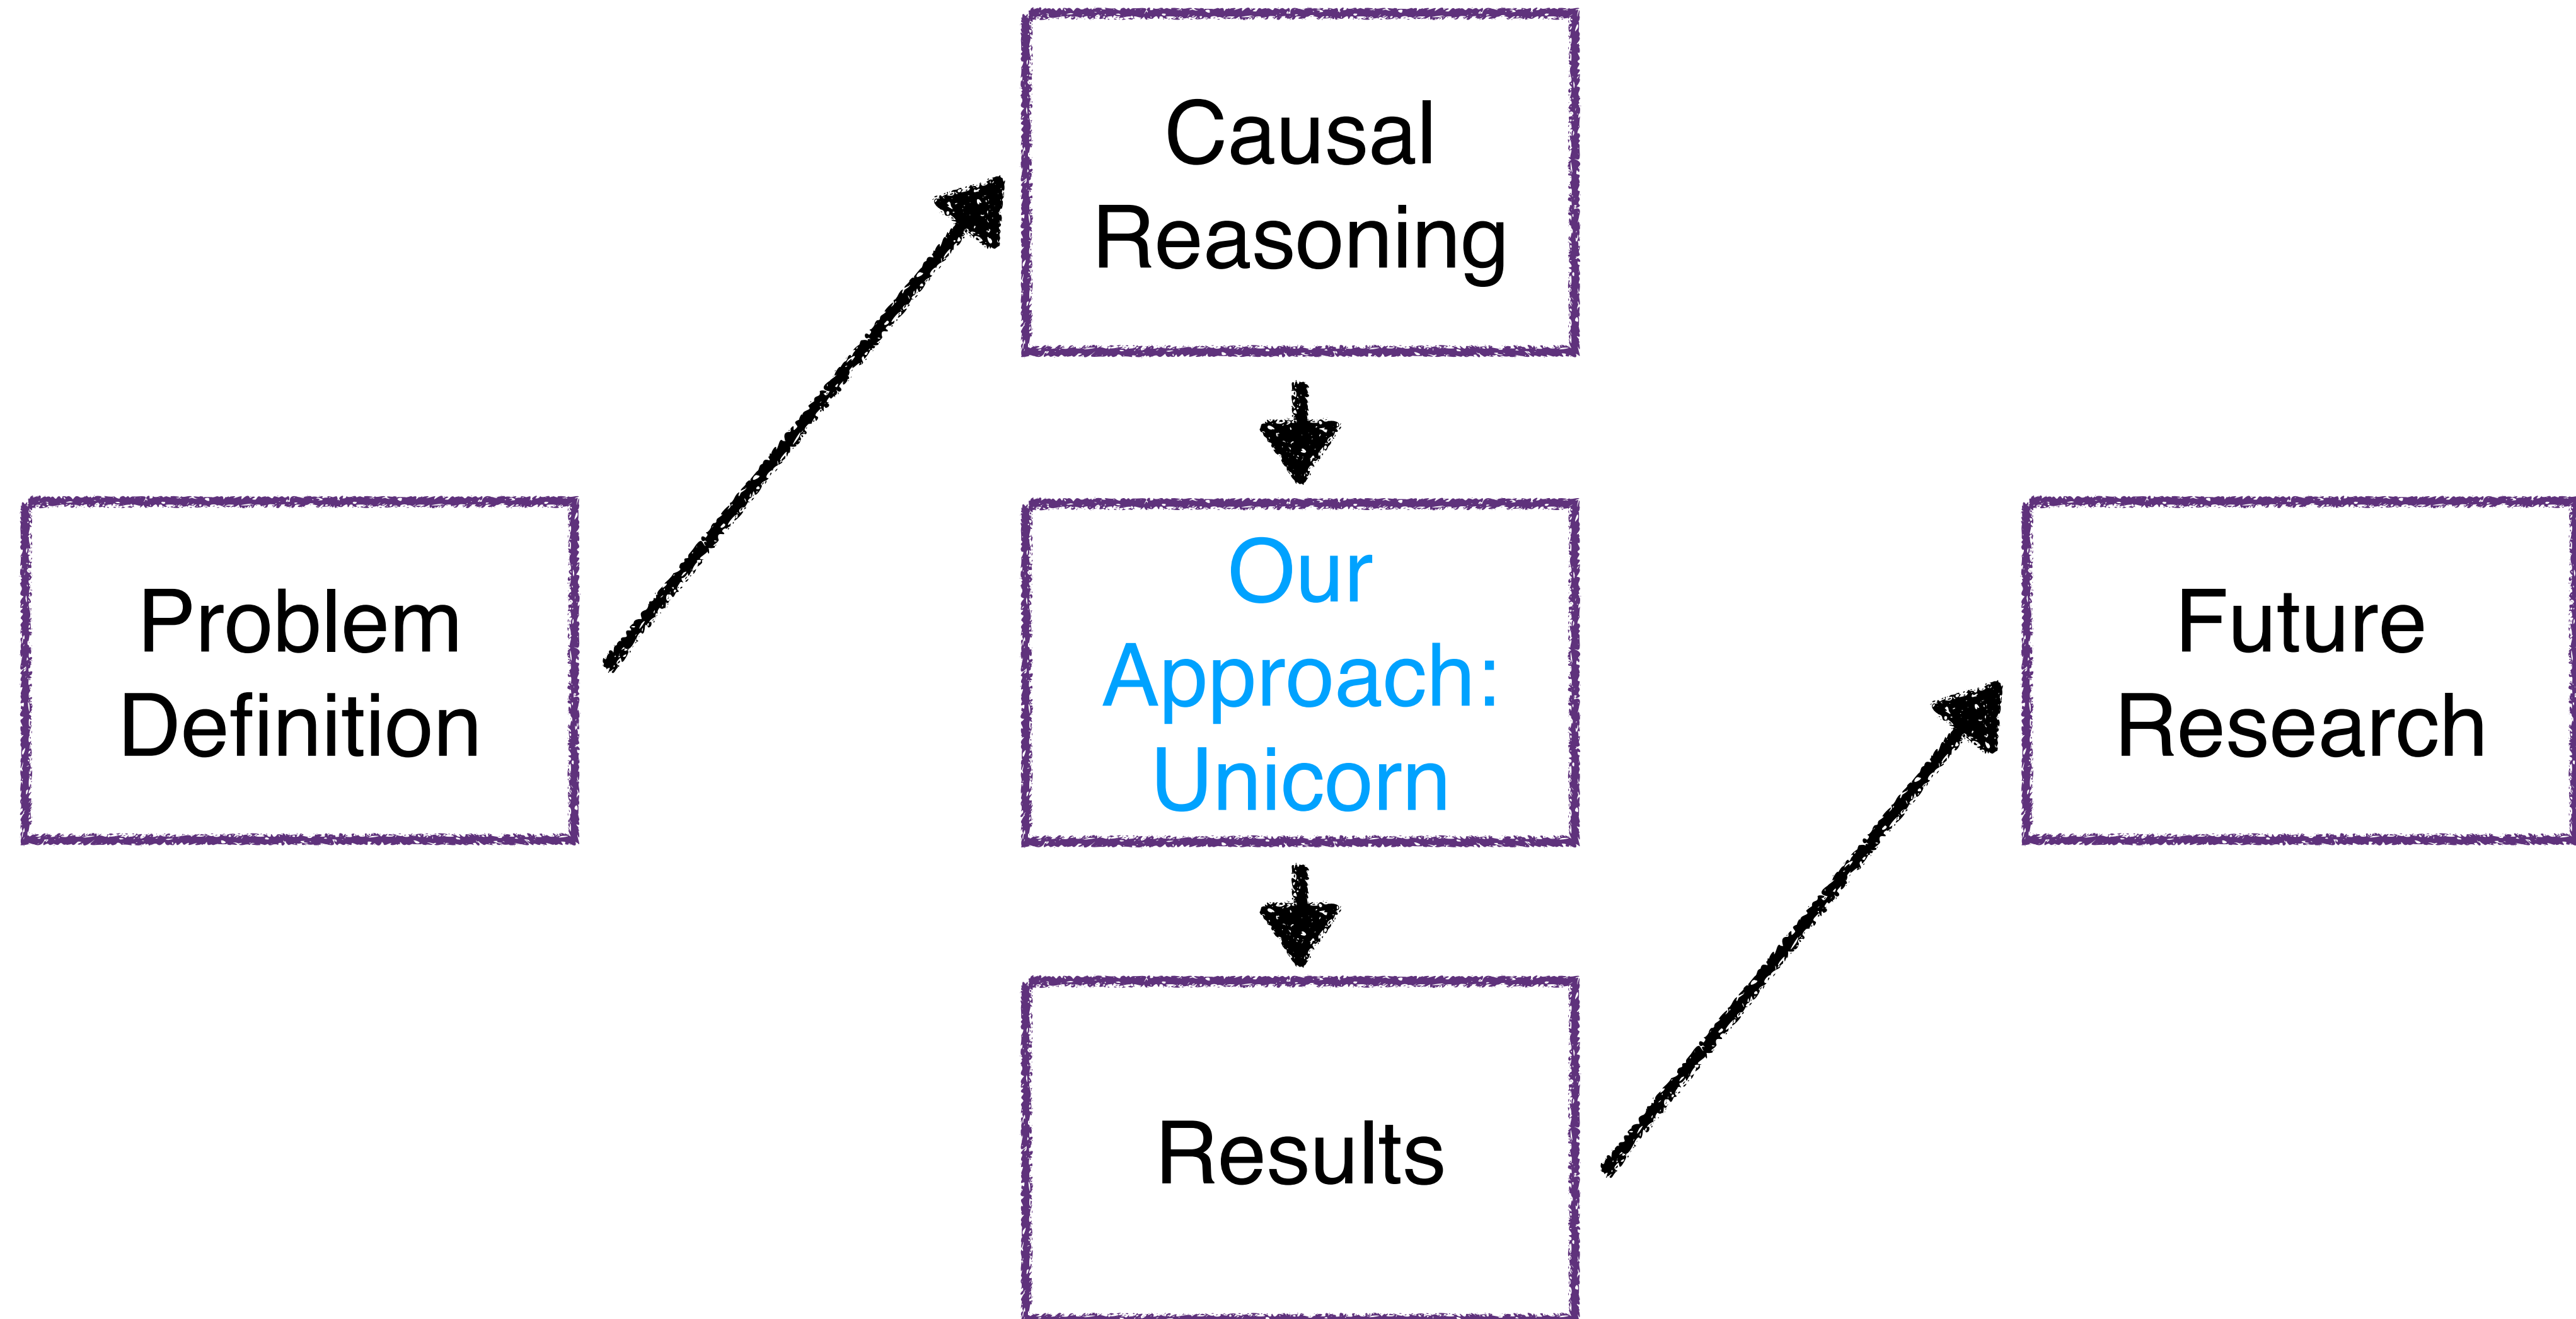 Problem
Definition
Causal
Reasoning
Our
Approach:
Unicorn
Results
Future
Research